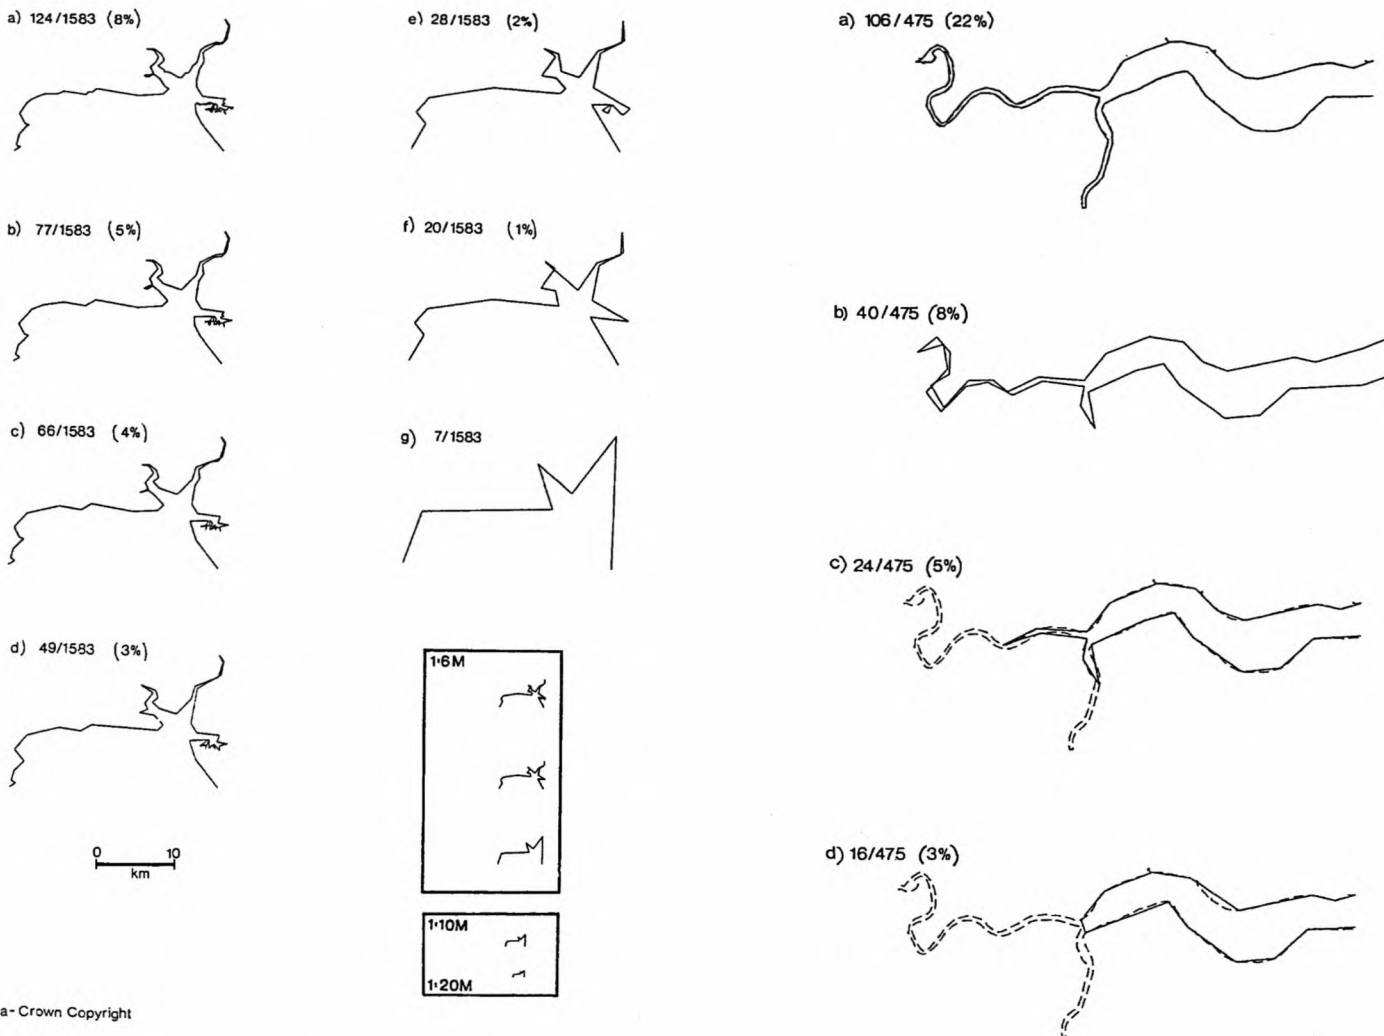 a) 124/1583 (8%)
b) 77/1583 (5%)
c) 66/1583 (4%)
d) 49/1583 (3%)
0 10
km
a- Crown Copyright
e) 28/1583 (2%)
f) 20/1583 (1%)
g) 7/1583
1:6M
1:10M
1:20M
a) 106/475 (22%)
b) 40/475 (8%)
c) 24/475 (5%)
d) 16/475 (3%)